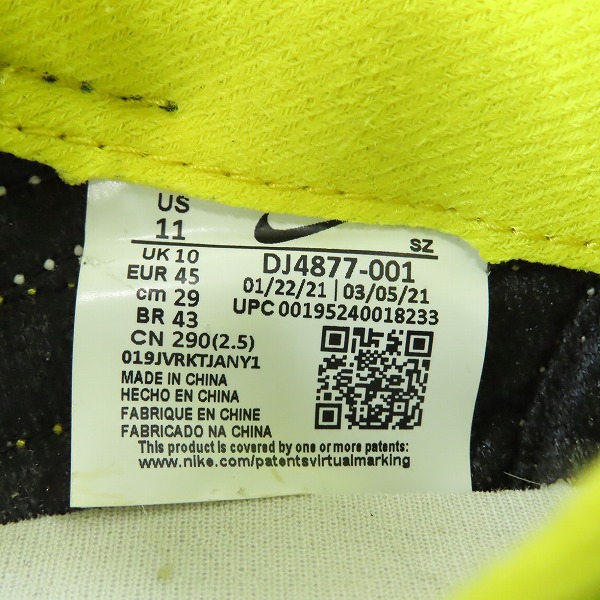 US
11
SZ
UK 10
EUR 45
cm 29
BR 43
CN 290(2.5)
019JVRKTJANY1
DJ4877-001
01/22/21 | 03/05/21
UPC 00195240018233
MADE IN CHINA
HECHO EN CHINA
FABRIQUE EN CHINE
FABRICADO NA CHINA
This product is covered by one or more patents:
www.nike.com/patentsvirtualmarking